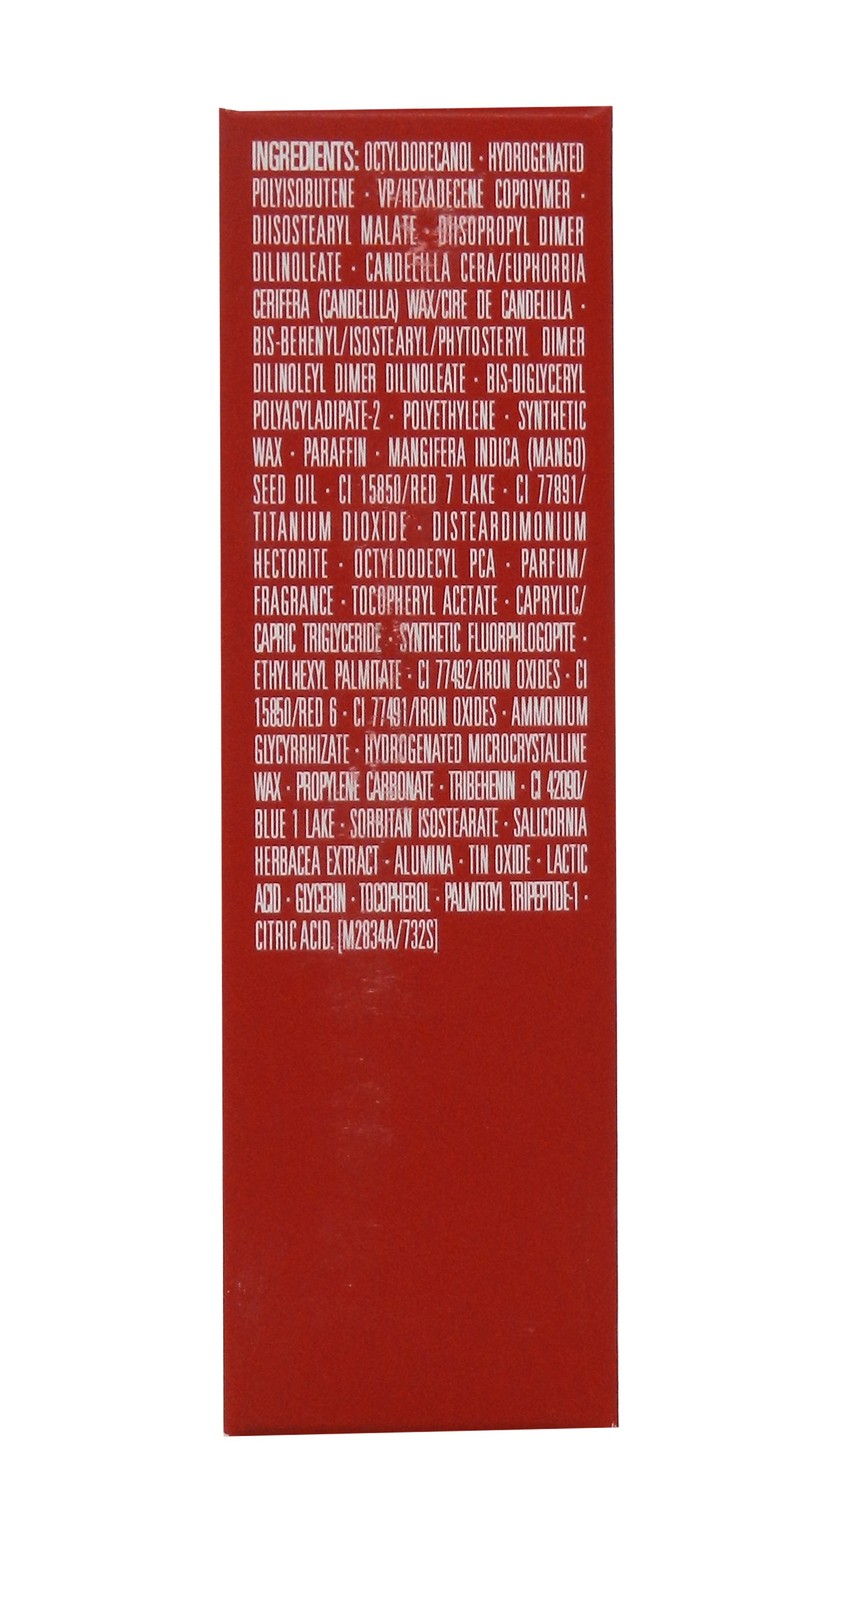 INGREDIENTS: OCTYLDODECANOL · HYDROGENATED
POLYISOBUTENE · VP/HEXADECENE COPOLYMER ·
DIISOSTEARYL MALATE · DIISOPROPYL DIMER
DILINOLEATE · CANDELILLA CERA/EUPHORBIA
CERIFERA (CANDELILLA) WAX/CIRE DE CANDELILLA ·
BIS-BEHENYL/ISOSTEARYL/PHYTOSTERYL DIMER
DILINOLEYL DIMER DILINOLEATE · BIS-DIGLYCERYL
POLYACYLADIPATE-2 · POLYETHYLENE · SYNTHETIC
WAX · PARAFFIN · MANGIFERA INDICA (MANGO)
SEED OIL · CI 15850/RED 7 LAKE · CI 77891/
TITANIUM DIOXIDE · DISTEARDIMONIUM
HECTORITE · OCTYLDODECYL PCA · PARFUM/
FRAGRANCE · TOCOPHERYL ACETATE · CAPRYLIC/
CAPRIC TRIGLYCERIDE · SYNTHETIC FLUORPHLOGOPITE ·
ETHYLHEXYL PALMITATE · CI 77492/IRON OXIDES · CI
15850/RED 6 · CI 77491/IRON OXIDES · AMMONIUM
GLYCYRRHIZATE · HYDROGENATED MICROCRYSTALLINE
WAX · PROPYLENE CARBONATE · TRIBEHENIN · CI 42090/
BLUE 1 LAKE · SORBITAN ISOSTEARATE · SALICORNIA
HERBACEA EXTRACT · ALUMINA · TIN OXIDE · LACTIC
ACID · GLYCERIN · TOCOPHEROL · PALMITOYL TRIPEPTIDE-1 ·
CITRIC ACID. [M2834A/732S]